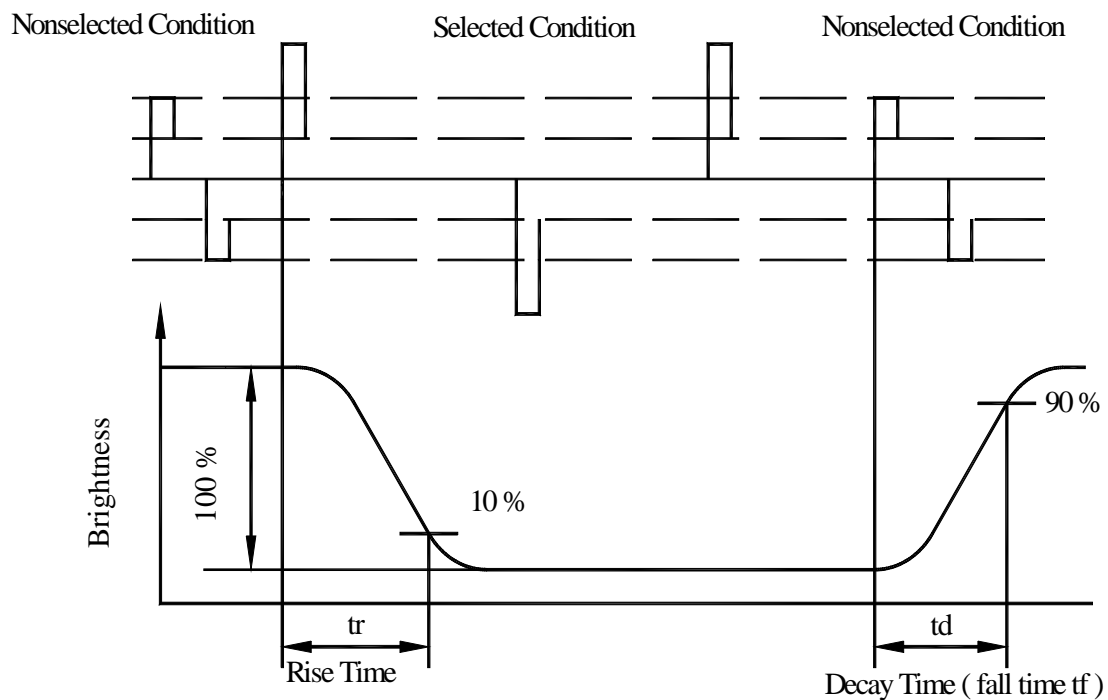 Nonselected Condition
Selected Condition
Nonselected Condition
Brightness
100 %
10 %
90 %
tr
Rise Time
td
Decay Time ( fall time tf )